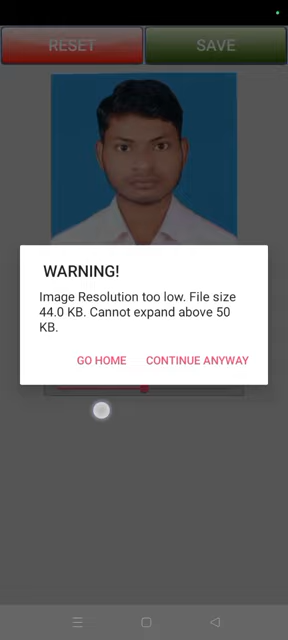 RESET SAVE
WARNING!
Image Resolution too low. File size
44.0 KB. Cannot expand above 50
KB.
GO HOME CONTINUE ANYWAY